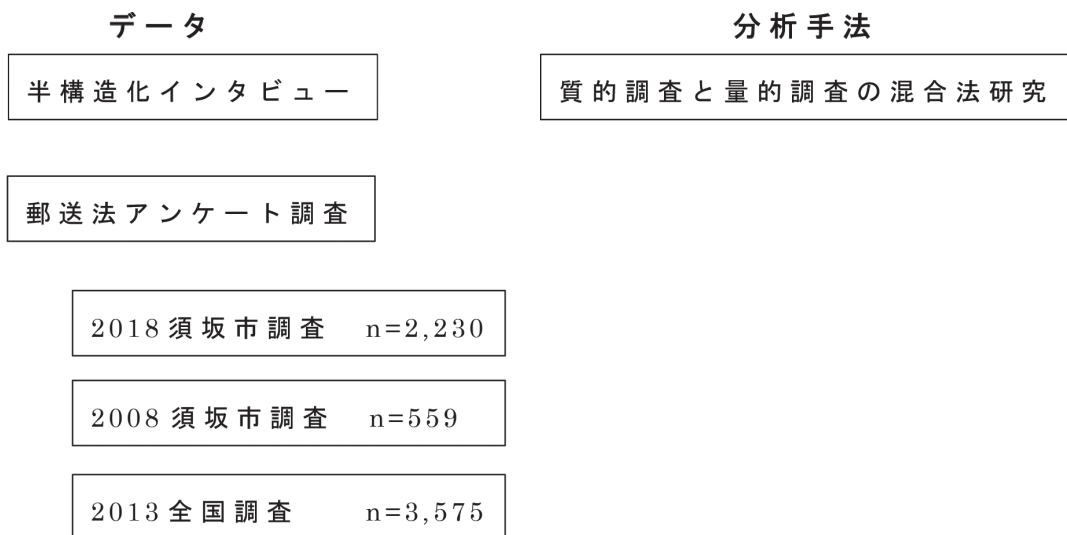 データ
分析手法
半構造化インタビュー
質的調査と量的調査の混合法研究
郵送法アンケート調査
2018須坂市調査 n=2,230
2008須坂市調査 n=559
2013全国調査 n=3,575